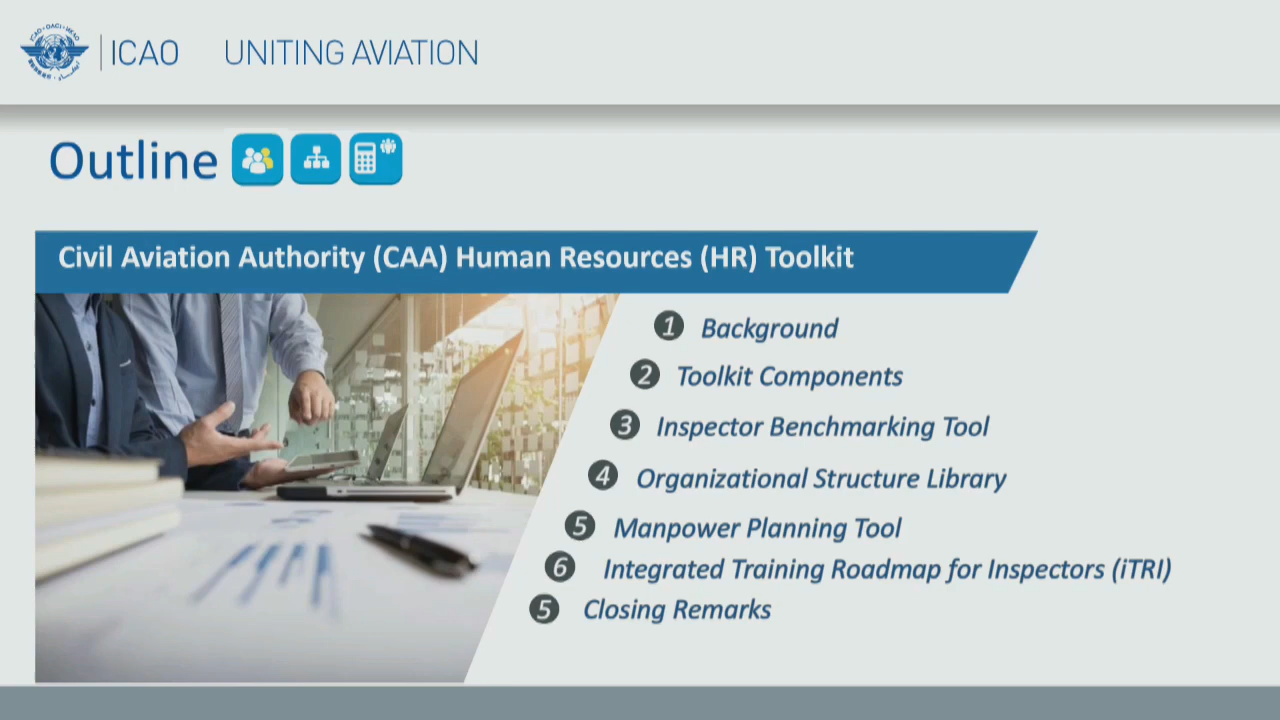 ICAO
UNITING AVIATION
Outline
Civil Aviation Authority (CAA) Human Resources (HR) Toolkit
1 Background
2 Toolkit Components
3 Inspector Benchmarking Tool
4 Organizational Structure Library
5 Manpower Planning Tool
6 Integrated Training Roadmap for Inspectors (iTRI)
5 Closing Remarks